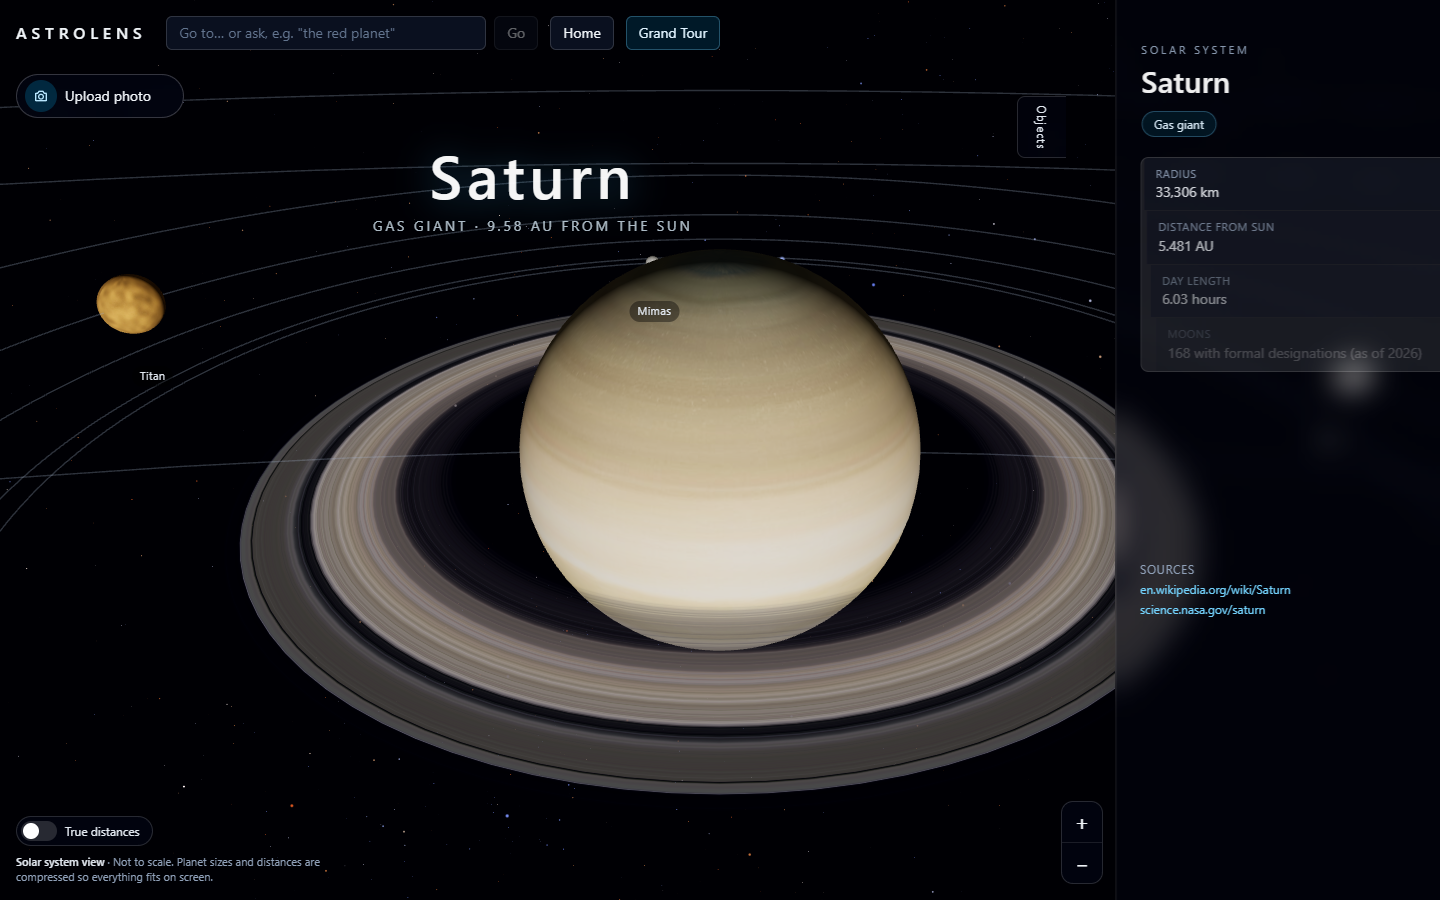 ASTROLENS
Go to... or ask, e.g. "the red planet"
Go
Home
Grand Tour
Upload photo
Objects
Saturn
GAS GIANT · 9.58 AU FROM THE SUN
Mimas
Titan
SOLAR SYSTEM
Saturn
Gas giant
RADIUS
33,306 km
DISTANCE FROM SUN
5.481 AU
DAY LENGTH
6.03 hours
MOONS
168 with formal designations (as of 2026)
SOURCES
en.wikipedia.org/wiki/Saturn
science.nasa.gov/saturn
+
−
True distances
Solar system view · Not to scale. Planet sizes and distances are
compressed so everything fits on screen.